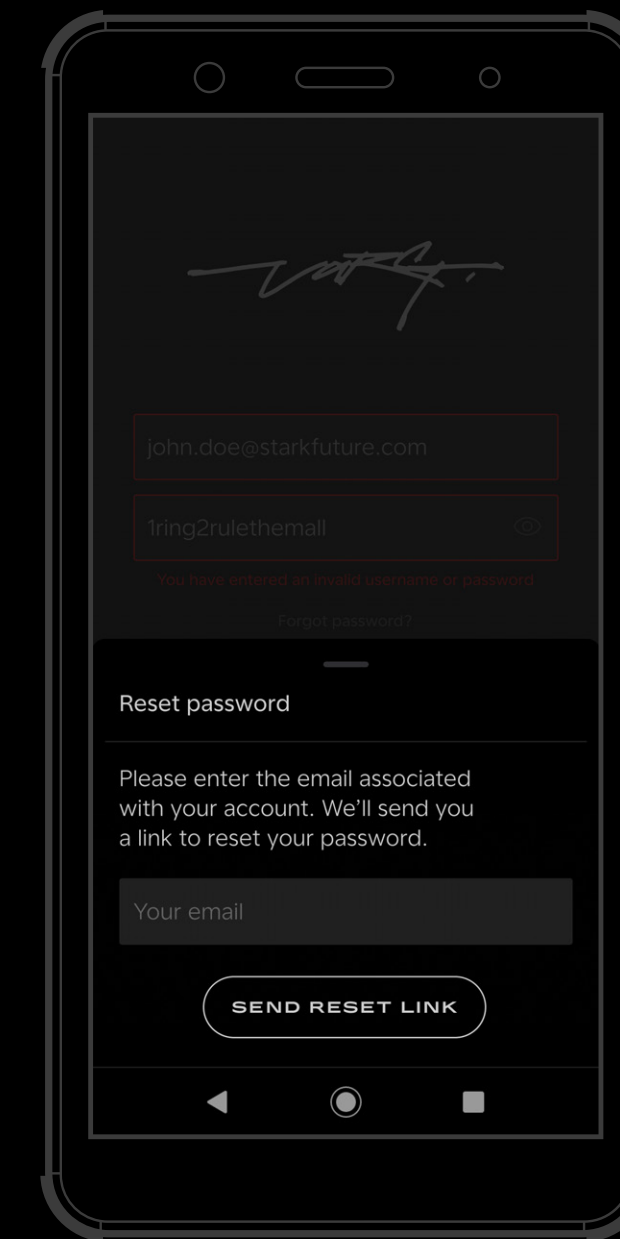 VARG.
john.doe@starkfuture.com
1ring2rulethemall
You have entered an invalid username or password
Forgot password?
Reset password
Please enter the email associated
with your account. We’ll send you
a link to reset your password.
Your email
SEND RESET LINK